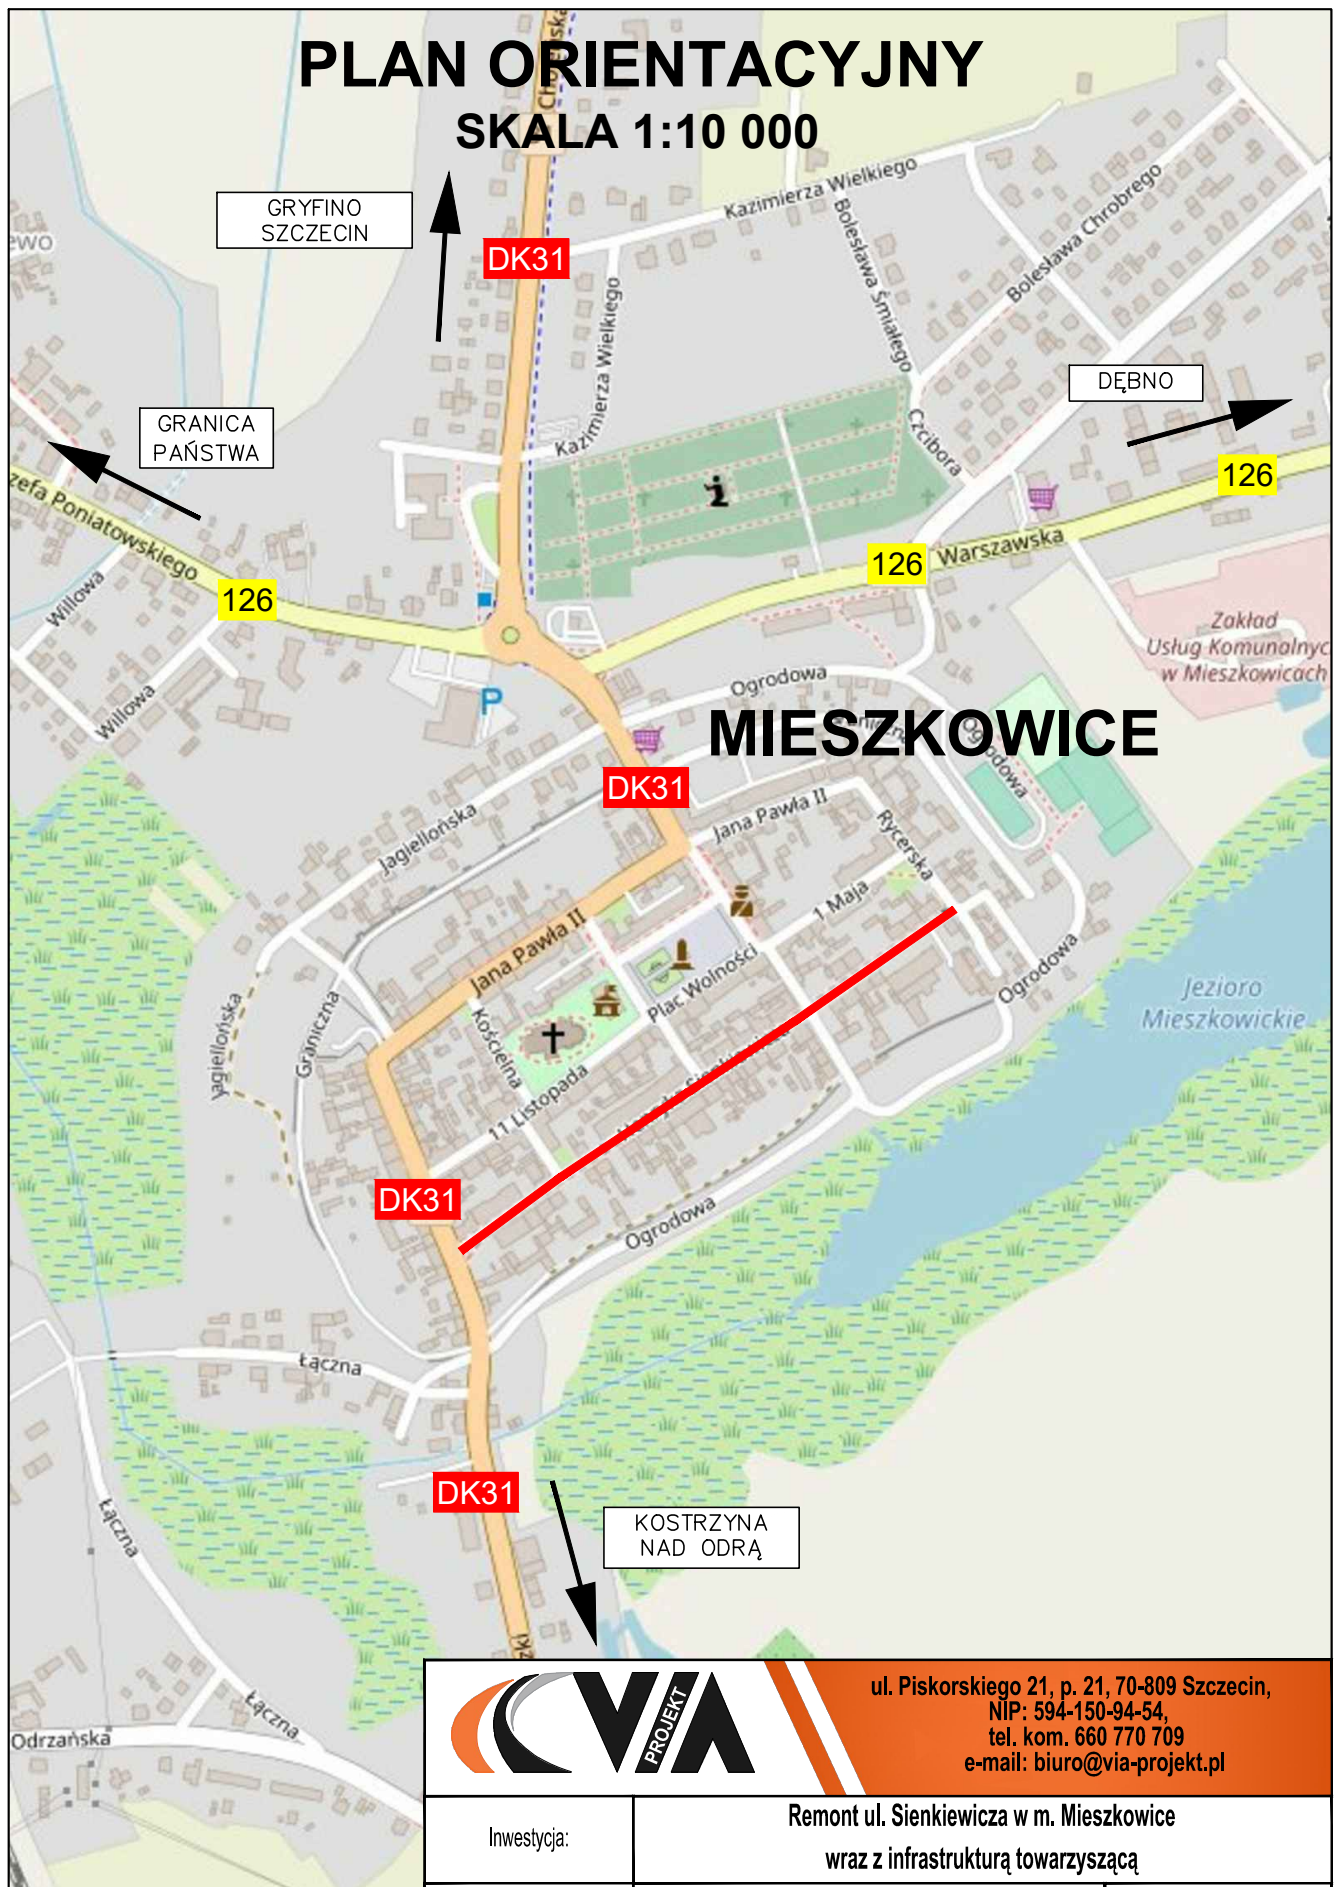 PLAN ORIENTACYJNY
SKALA 1:10 000
GRYFINO
SZCZECIN
DK31
Kazimierza Wielkiego
Bolesława Śmiałego
Bolesława Chrobrego
Kazimierza Wielkiego
Czcibora
DĘBNO
GRANICA
PAŃSTWA
126
zefa Poniatowskiego
126
Willowa
Willowa
126
Warszawska
Zakład
Usług Komunalnyc
w Mieszkowicach
P
Ogrodowa
MIESZKOWICE
Ogrodowa
DK31
Jana Pawła II
Rycerska
Jagiellońska
1 Maja
Jana Pawła II
Plac Wolności
Ogrodowa
Jezioro
Mieszkowickie
Jagiellońska
Graniczna
Kościelna
11 Listopada
DK31
Ogrodowa
Łączna
DK31
KOSTRZYNA
NAD ODRĄ
Łączna
Łączna
Odrzańska
VIA
PROJEKT
ul. Piskorskiego 21, p. 21, 70-809 Szczecin,
NIP: 594-150-94-54,
tel. kom. 660 770 709
e-mail: biuro@via-projekt.pl
Inwestycja:
Remont ul. Sienkiewicza w m. Mieszkowice
wraz z infrastrukturą towarzyszącą